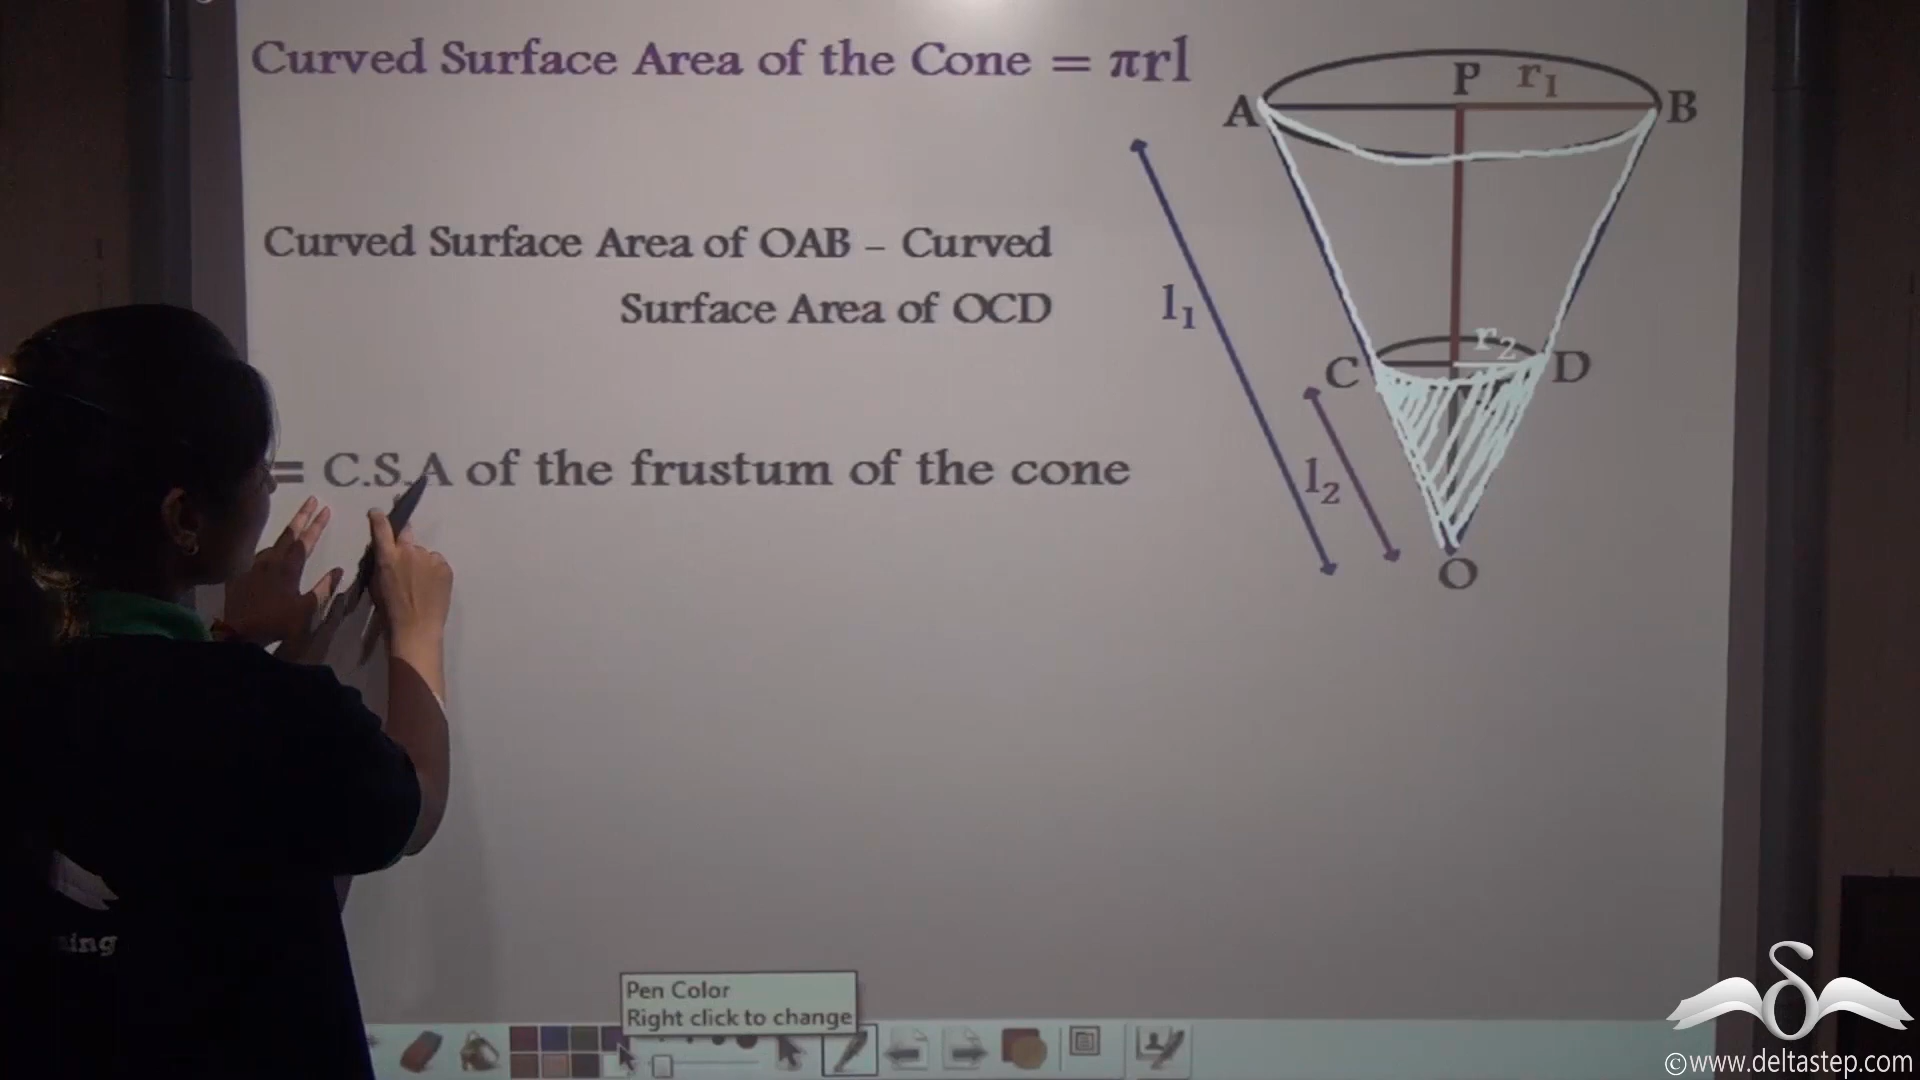 Curved Surface Area of the Cone = πrl
Curved Surface Area of OAB – Curved
Surface Area of OCD
= C.S.A of the frustum of the cone
P
r₁
A
B
l₁
r₂
C
D
l₂
O
Pen Color
Right click to change
©www.deltastep.com